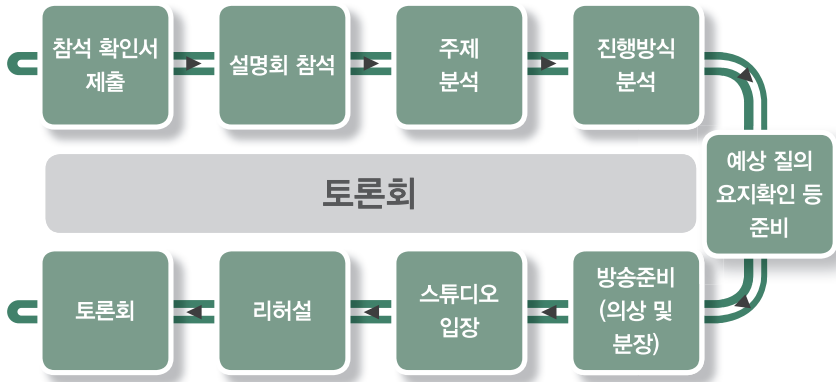 참석 확인서
제출
설명회 참석
주제
분석
진행방식
분석
예상 질의
요지확인 등
준비
토론회
방송준비
(의상 및
분장)
스튜디오
입장
리허설
토론회